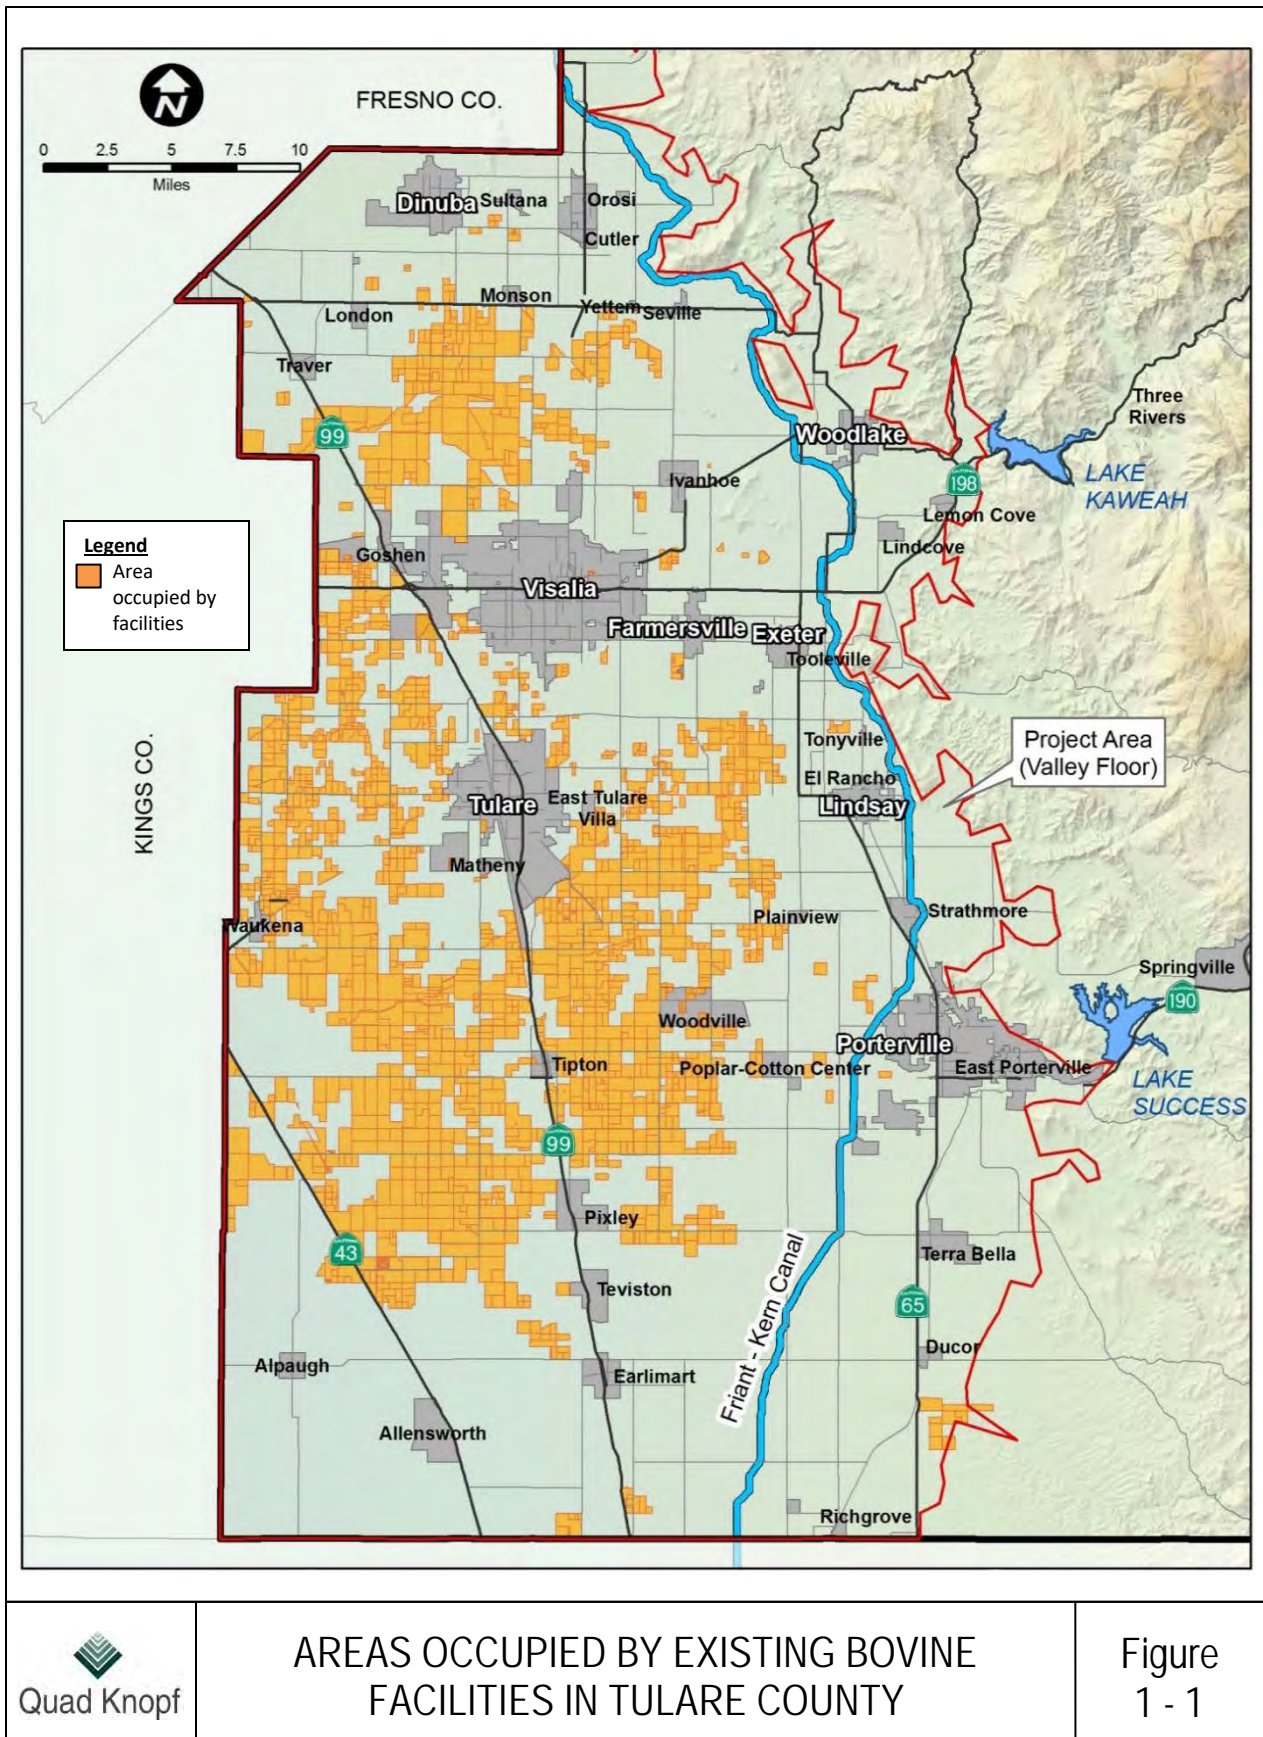 N
FRESNO CO.
0 2.5 5 7.5 10
Miles
Dinuba
Sultana
Orosi
Cutler
Monson
Yettem
Seville
London
Traver
99
Three
Rivers
Woodlake
Ivanhoe
198
LAKE
KAWEAH
Lemon Cove
Lindcove
Legend
Area
occupied by
facilities
Goshen
Visalia
Farmersville
Exeter
Tooleville
KINGS CO.
Tonyville
Project Area
(Valley Floor)
El Rancho
Lindsay
Tulare
East Tulare
Villa
Matheny
Waukena
Plainview
Strathmore
Springville
190
Woodville
Porterville
Tipton
Poplar-Cotton Center
East Porterville
LAKE
SUCCESS
99
Pixley
43
Terra Bella
Teviston
Friant - Kern Canal
65
Ducor
Alpaugh
Earlimart
Allensworth
Richgrove
Quad Knopf
AREAS OCCUPIED BY EXISTING BOVINE
FACILITIES IN TULARE COUNTY
Figure
1 - 1